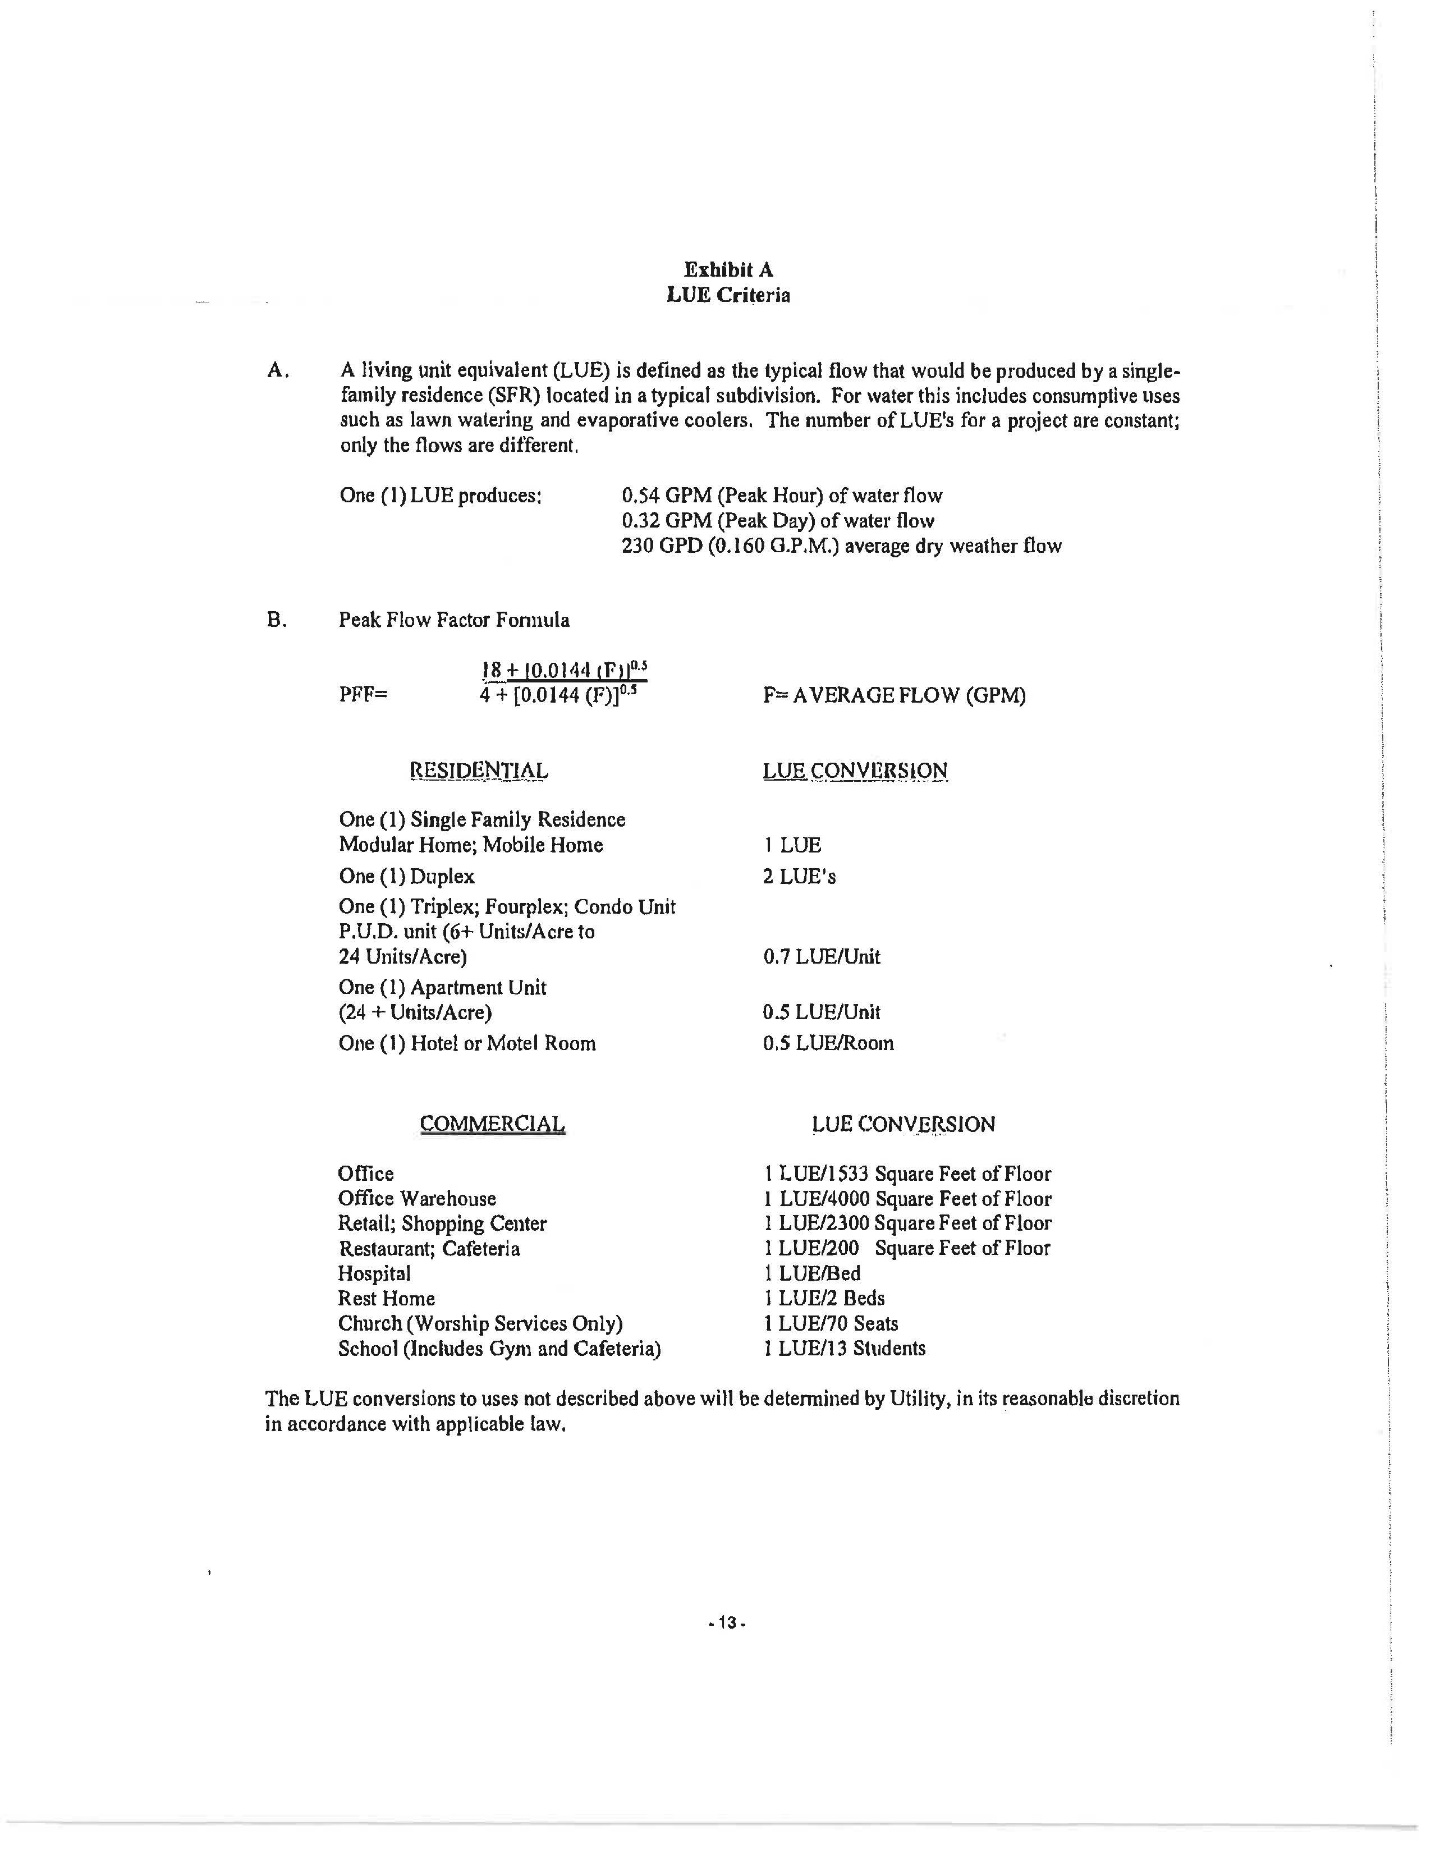 Exhibit A
LUE Criteria
A. A living unit equivalent (LUE) is defined as the typical flow that would be produced by a single-
family residence (SFR) located in a typical subdivision. For water this includes consumptive uses
such as lawn watering and evaporative coolers. The number of LUE's for a project are constant;
only the flows are different.
One (1) LUE produces: 0.54 GPM (Peak Hour) of water flow
0.32 GPM (Peak Day) of water flow
230 GPD (0.160 G.P.M.) average dry weather flow
B. Peak Flow Factor Formula
18 + [0.0144 (F)]^0.5
PFF= 4 + [0.0144 (F)]^0.5 F= AVERAGE FLOW (GPM)
RESIDENTIAL LUE CONVERSION
One (1) Single Family Residence
Modular Home; Mobile Home 1 LUE
One (1) Duplex 2 LUE's
One (1) Triplex; Fourplex; Condo Unit
P.U.D. unit (6+ Units/Acre to
24 Units/Acre) 0.7 LUE/Unit
One (1) Apartment Unit
(24 + Units/Acre) 0.5 LUE/Unit
One (1) Hotel or Motel Room 0.5 LUE/Room
COMMERCIAL LUE CONVERSION
Office 1 LUE/1533 Square Feet of Floor
Office Warehouse 1 LUE/4000 Square Feet of Floor
Retail; Shopping Center 1 LUE/2300 Square Feet of Floor
Restaurant; Cafeteria 1 LUE/200 Square Feet of Floor
Hospital 1 LUE/Bed
Rest Home 1 LUE/2 Beds
Church (Worship Services Only) 1 LUE/70 Seats
School (Includes Gym and Cafeteria) 1 LUE/13 Students
The LUE conversions to uses not described above will be determined by Utility, in its reasonable discretion
in accordance with applicable law.
- 13 -